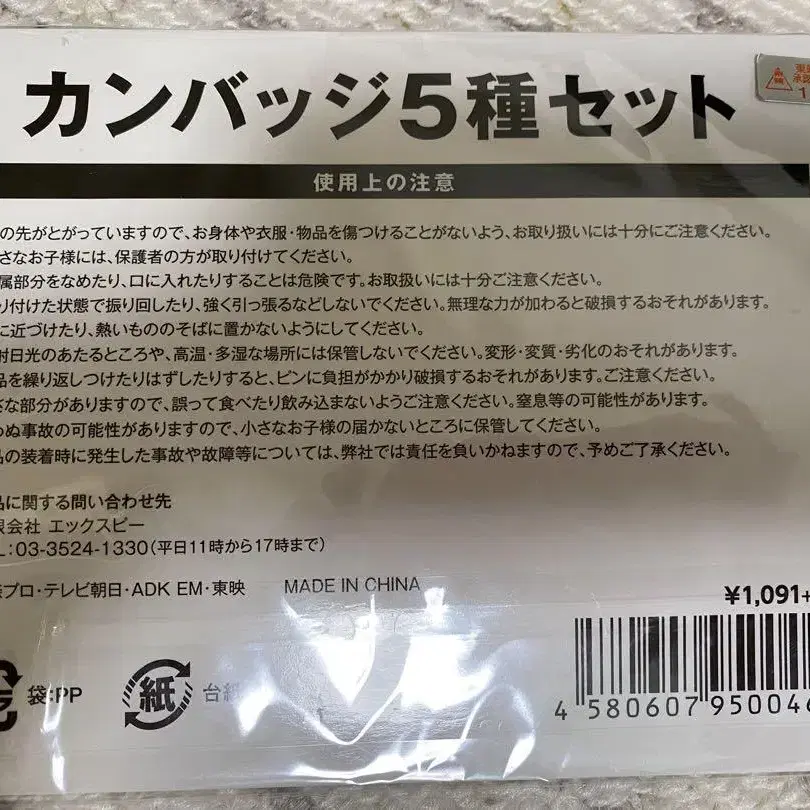 カンバッジ5種セット
使用上の注意
の先がとがっていますので、お身体や衣服・物品を傷つけることがないよう、お取り扱いには十分にご注意ください。
さなお子様には、保護者の方が取り付けてください。
属部分をなめたり、口に入れたりすることは危険です。お取扱いには十分ご注意ください。
り付けた状態で振り回したり、強く引っ張るなどしないでください。無理な力が加わると破損するおそれがあります。
に近づけたり、熱いもののそばに置かないようにしてください。
射日光のあたるところや、高温・多湿な場所には保管しないでください。変形・変質・劣化のおそれがあります。
品を繰り返しつけたりはずしたりすると、ピンに負担がかかり破損するおそれがあります。ご注意ください。
さな部分がありますので、誤って食べたり飲み込まないようご注意ください。窒息等の可能性があります。
わぬ事故の可能性がありますので、小さなお子様の届かないところに保管してください。
品の装着時に発生した事故や故障等については、弊社では責任を負いかねますので、予めご了承ください。
品に関する問い合わせ先
限会社 エックスビー
L:03-3524-1330(平日11時から17時まで)
プロ・テレビ朝日・ADK EM・東映 MADE IN CHINA
¥1,091+
袋:PP
紙 台紙
4 580607 950046